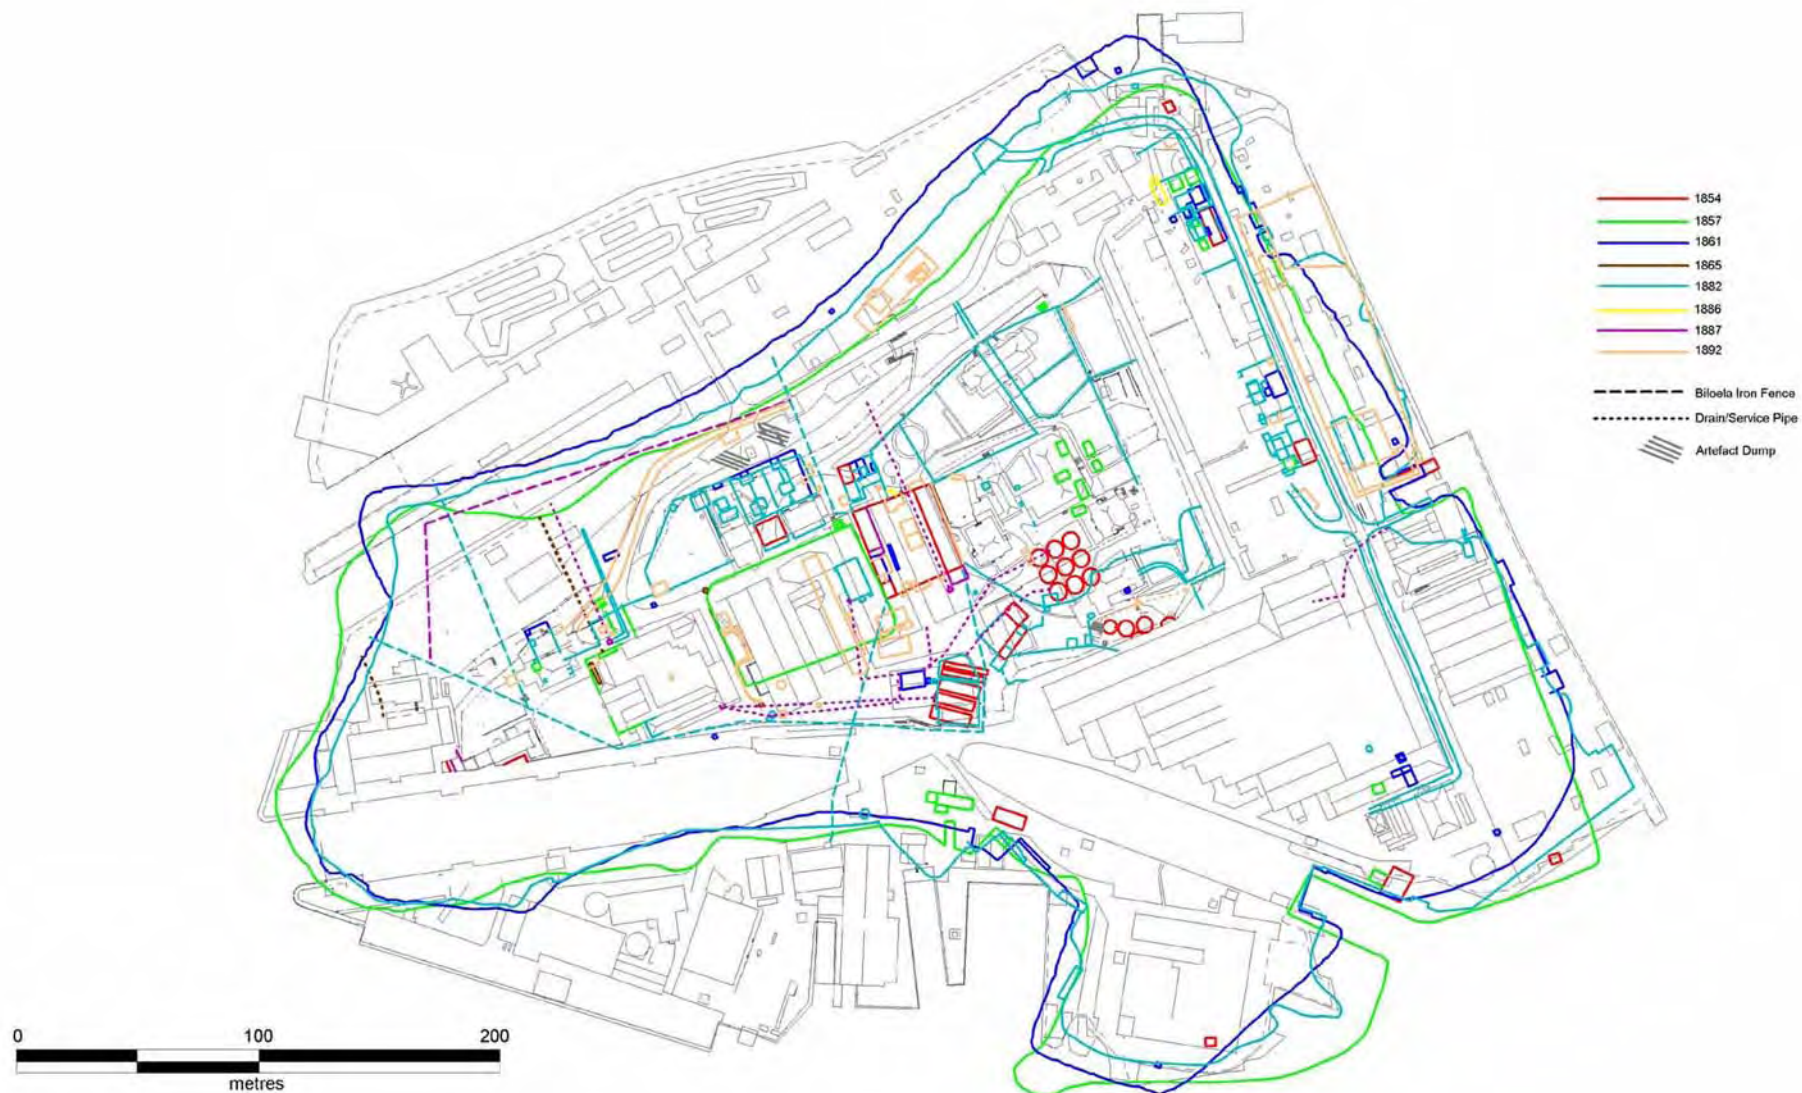 1854
1857
1861
1865
1882
1886
1887
1892
Biloela Iron Fence
Drain/Service Pipe
Artefact Dump
0 100 200
metres